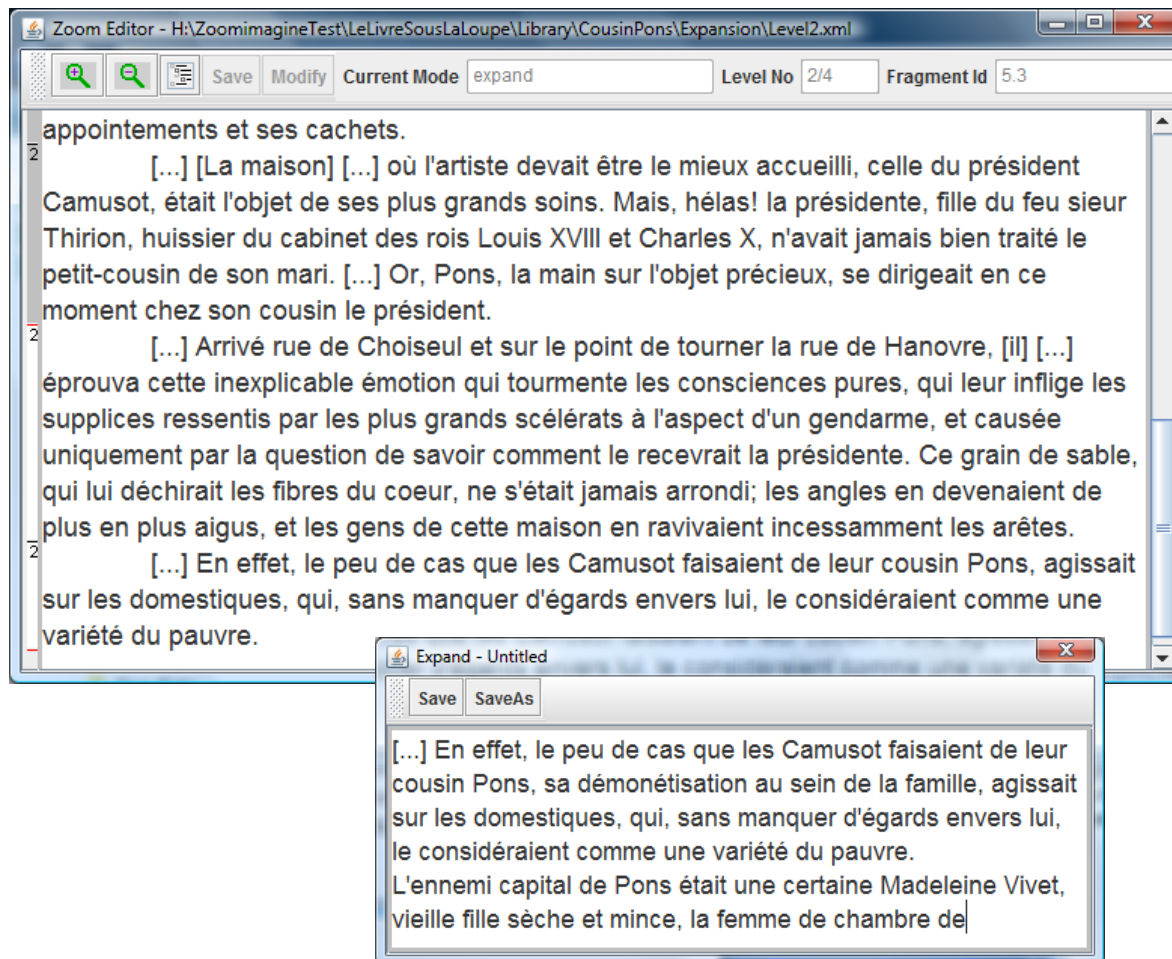 Zoom Editor - H:\ZoomimagineTest\LeLivreSousLaLoupe\Library\CousinPons\Expansion\Level2.xml
Save Modify Current Mode expand Level No 2/4 Fragment Id 5.3
appointements et ses cachets.
2
[...] [La maison] [...] où l'artiste devait être le mieux accueilli, celle du président
Camusot, était l'objet de ses plus grands soins. Mais, hélas! la présidente, fille du feu sieur
Thirion, huissier du cabinet des rois Louis XVIII et Charles X, n'avait jamais bien traité le
petit-cousin de son mari. [...] Or, Pons, la main sur l'objet précieux, se dirigeait en ce
moment chez son cousin le président.
2
[...] Arrivé rue de Choiseul et sur le point de tourner la rue de Hanovre, [il] [...]
éprouva cette inexplicable émotion qui tourmente les consciences pures, qui leur inflige les
supplices ressentis par les plus grands scélérats à l'aspect d'un gendarme, et causée
uniquement par la question de savoir comment le recevrait la présidente. Ce grain de sable,
qui lui déchirait les fibres du coeur, ne s'était jamais arrondi; les angles en devenaient de
plus en plus aigus, et les gens de cette maison en ravivaient incessamment les arêtes.
2
[...] En effet, le peu de cas que les Camusot faisaient de leur cousin Pons, agissait
sur les domestiques, qui, sans manquer d'égards envers lui, le considéraient comme une
variété du pauvre.
Expand - Untitled
Save SaveAs
[...] En effet, le peu de cas que les Camusot faisaient de leur
cousin Pons, sa démonétisation au sein de la famille, agissait
sur les domestiques, qui, sans manquer d'égards envers lui,
le considéraient comme une variété du pauvre.
L'ennemi capital de Pons était une certaine Madeleine Vivet,
vieille fille sèche et mince, la femme de chambre de